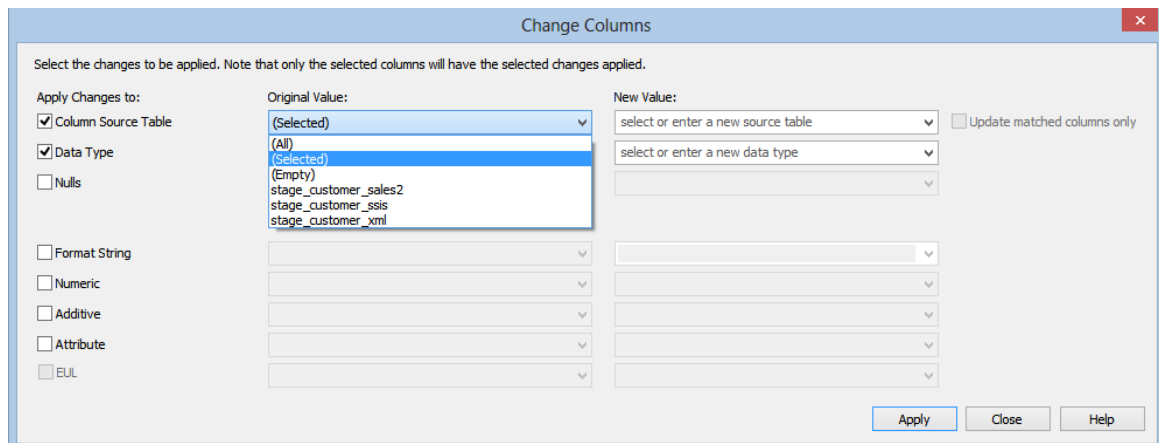 Change Columns
Select the changes to be applied. Note that only the selected columns will have the selected changes applied.
Apply Changes to: Original Value: New Value:
Column Source Table (Selected) select or enter a new source table Update matched columns only
(All)
Data Type (Selected) select or enter a new data type
(Empty)
Nulls stage_customer_sales2
stage_customer_ssis
stage_customer_xml
Format String
Numeric
Additive
Attribute
EUL
Apply Close Help